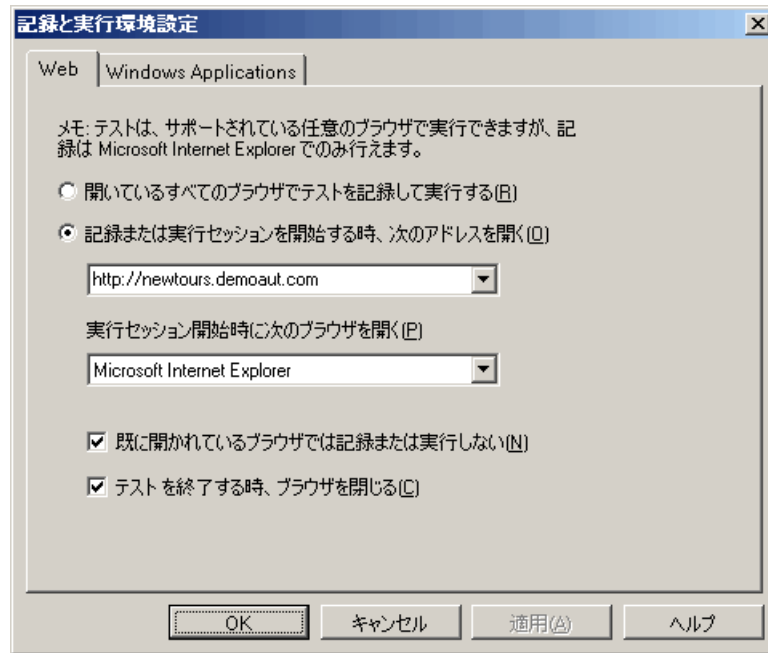 記録と実行環境設定
Web
Windows Applications
メモ: テストは、サポートされている任意のブラウザで実行できますが、記
録は Microsoft Internet Explorer でのみ行えます。
開いているすべてのブラウザでテストを記録して実行する(R)
記録または実行セッションを開始する時、次のアドレスを開く(O)
http://newtours.demoaut.com
実行セッション開始時に次のブラウザを開く(P)
Microsoft Internet Explorer
既に開かれているブラウザでは記録または実行しない(N)
テストを終了する時、ブラウザを閉じる(C)
OK
キャンセル
適用(A)
ヘルプ